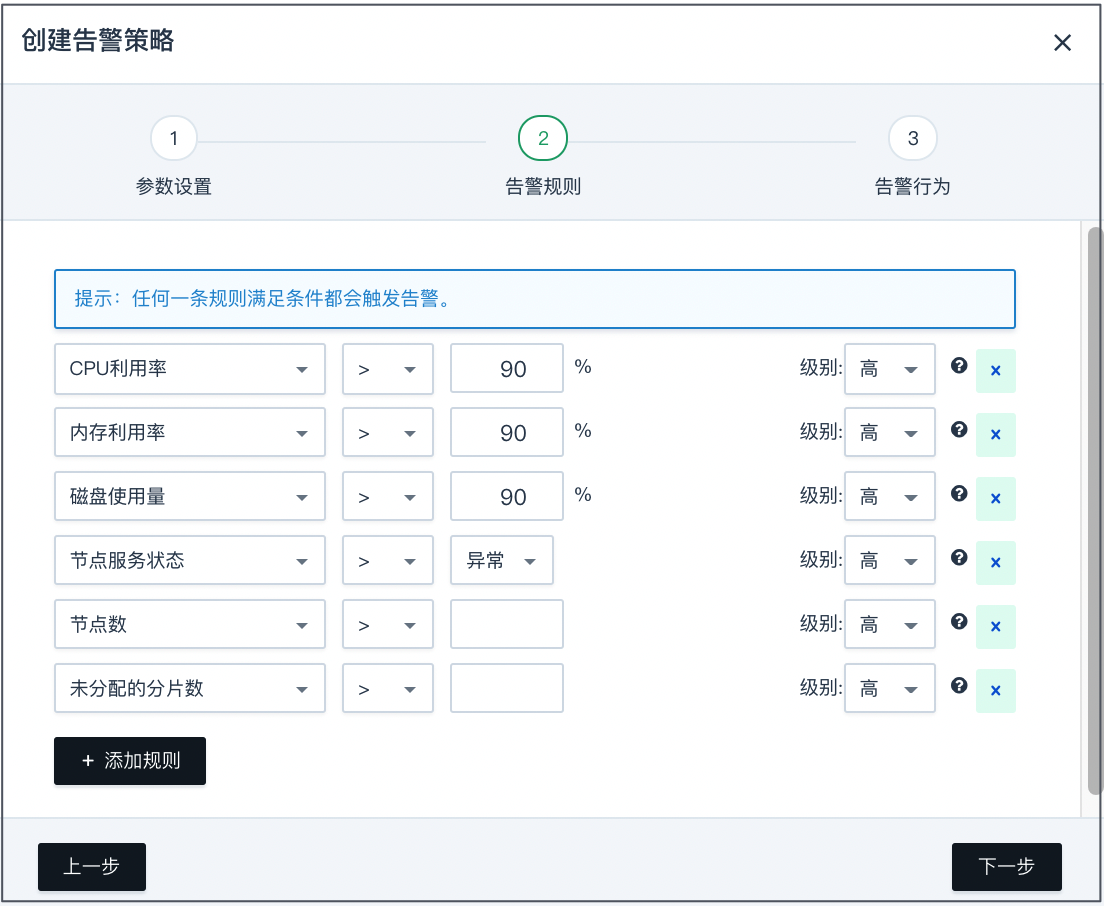 创建告警策略
1
2
3
参数设置
告警规则
告警行为
提示：任何一条规则满足条件都会触发告警。
CPU利用率 > 90 % 级别: 高
内存利用率 > 90 % 级别: 高
磁盘使用量 > 90 % 级别: 高
节点服务状态 > 异常 级别: 高
节点数 > 级别: 高
未分配的分片数 > 级别: 高
+ 添加规则
上一步
下一步